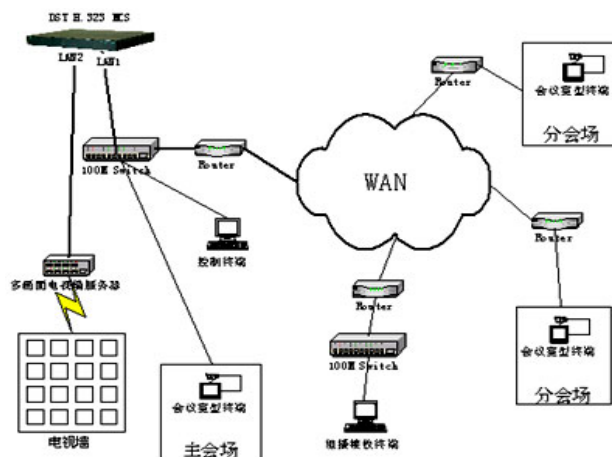 DST H.323 MCS
LAN2
LAN1
100M Switch
Router
WAN
Router
会议室型终端
分会场
Router
会议室型终端
分会场
控制终端
多画面电视墙服务器
电视墙
会议室型终端
主会场
Router
100M Switch
组播接收终端